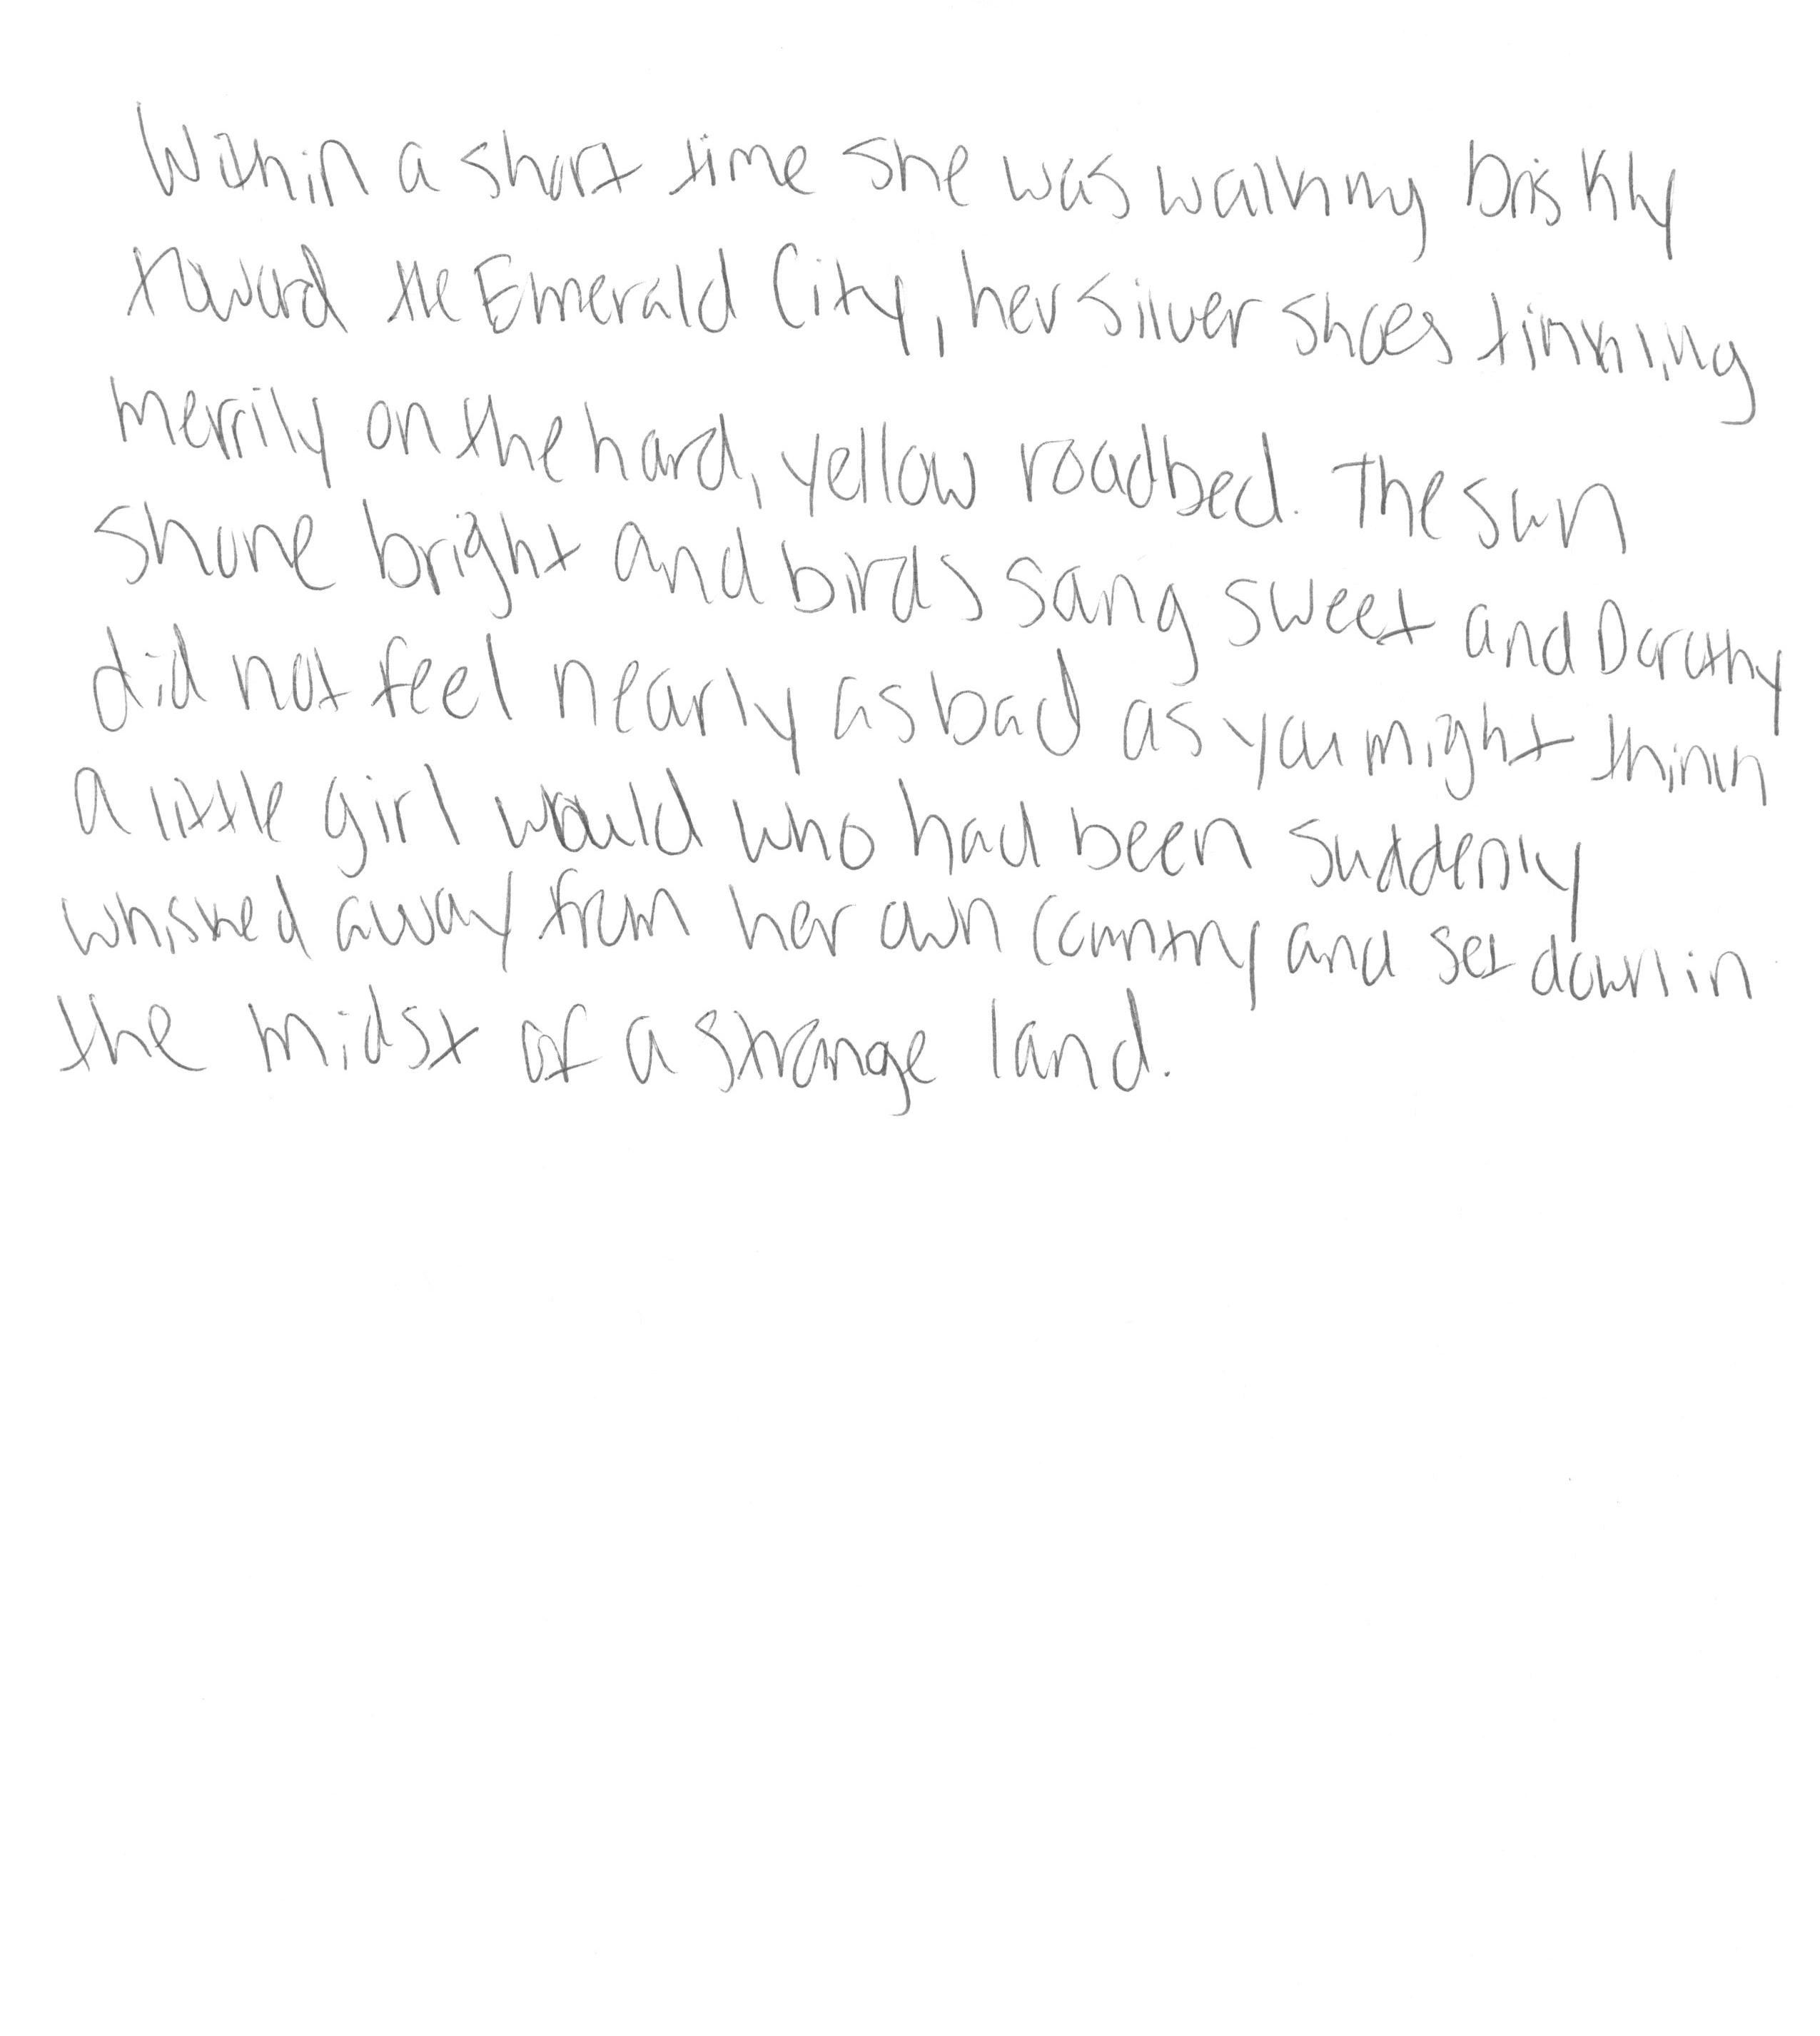 Within a short time she was walking briskly
toward the Emerald City, her silver shoes tinkling
merrily on the hard, yellow roadbed. The sun
shone bright and birds sang sweet and Dorothy
did not feel nearly as bad as you might think
a little girl would who had been suddenly
whisked away from her own country and set down in
the midst of a strange land.